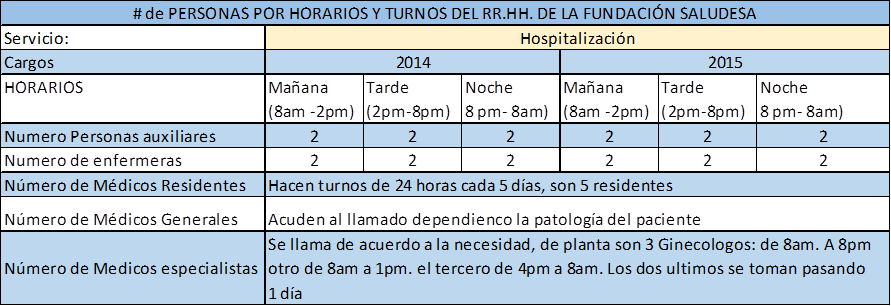 # de PERSONAS POR HORARIOS Y TURNOS DEL RR.HH. DE LA FUNDACIÓN SALUDESA
Servicio: Hospitalización
Cargos 2014 2015
HORARIOS Mañana (8am -2pm) Tarde (2pm-8pm) Noche 8 pm- 8am) Mañana (8am -2pm) Tarde (2pm-8pm) Noche 8 pm- 8am)
Numero Personas auxiliares 2 2 2 2 2 2
Numero de enfermeras 2 2 2 2 2 2
Número de Médicos Residentes Hacen turnos de 24 horas cada 5 días, son 5 residentes
Número de Médicos Generales Acuden al llamado dependienco la patología del paciente
Número de Medicos especialistas Se llama de acuerdo a la necesidad, de planta son 3 Ginecologos: de 8am. A 8pm
otro de 8am a 1pm. el tercero de 4pm a 8am. Los dos ultimos se toman pasando
1 día